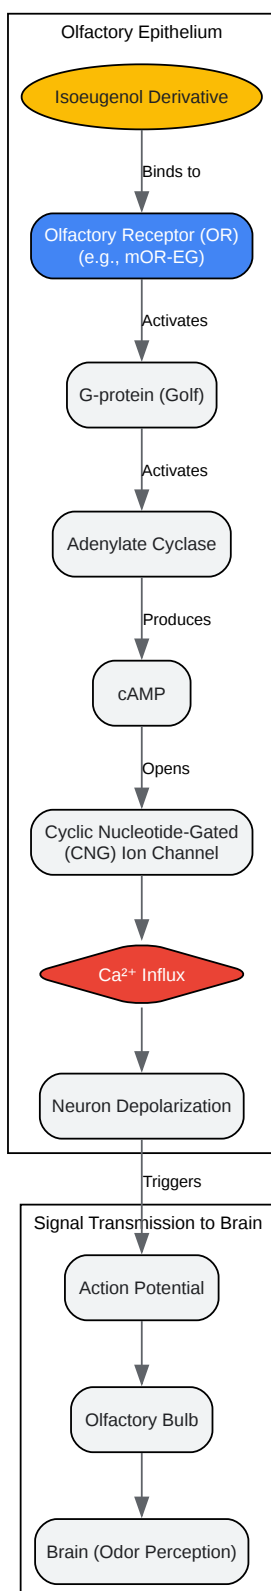 Olfactory Epithelium
Isoeugenol Derivative
Binds to
Olfactory Receptor (OR)
(e.g., mOR-EG)
Activates
G-protein (Golf)
Activates
Adenylate Cyclase
Produces
cAMP
Opens
Cyclic Nucleotide-Gated
(CNG) Ion Channel
Ca²⁺ Influx
Neuron Depolarization
Triggers
Signal Transmission to Brain
Action Potential
Olfactory Bulb
Brain (Odor Perception)